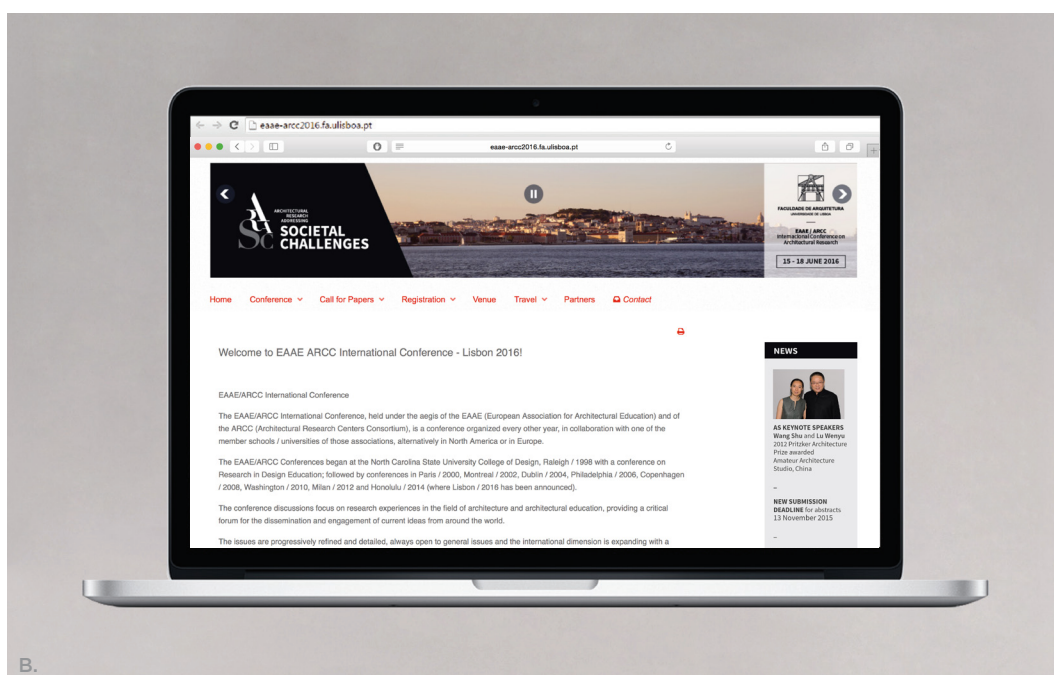 eaae-arcc2016.fa.ulisboa.pt
eaae-arcc2016.fa.ulisboa.pt
ARCHITECTURAL
RESEARCH
ADDRESSING
SOCIETAL
CHALLENGES
FACULDADE DE ARQUITETURA
UNIVERSIDADE DE LISBOA
EAAE / ARCC
International Conference on
Architectural Research
15 - 18 JUNE 2016
Home Conference Call for Papers Registration Venue Travel Partners Contact
Welcome to EAAE ARCC International Conference - Lisbon 2016!
EAAE/ARCC International Conference
The EAAE/ARCC International Conference, held under the aegis of the EAAE (European Association for Architectural Education) and of
the ARCC (Architectural Research Centers Consortium), is a conference organized every other year, in collaboration with one of the
member schools / universities of those associations, alternatively in North America or in Europe.
The EAAE/ARCC Conferences began at the North Carolina State University College of Design, Raleigh / 1998 with a conference on
Research in Design Education; followed by conferences in Paris / 2000, Montreal / 2002, Dublin / 2004, Philadelphia / 2006, Copenhagen
/ 2008, Washington / 2010, Milan / 2012 and Honolulu / 2014 (where Lisbon / 2016 has been announced).
The conference discussions focus on research experiences in the field of architecture and architectural education, providing a critical
forum for the dissemination and engagement of current ideas from around the world.
The issues are progressively refined and detailed, always open to general issues and the international dimension is expanding with a
NEWS
AS KEYNOTE SPEAKERS
Wang Shu and Lu Wenyu
2012 Pritzker Architecture
Prize awarded
Amateur Architecture
Studio, China
–
NEW SUBMISSION
DEADLINE for abstracts
13 November 2015
–
B.